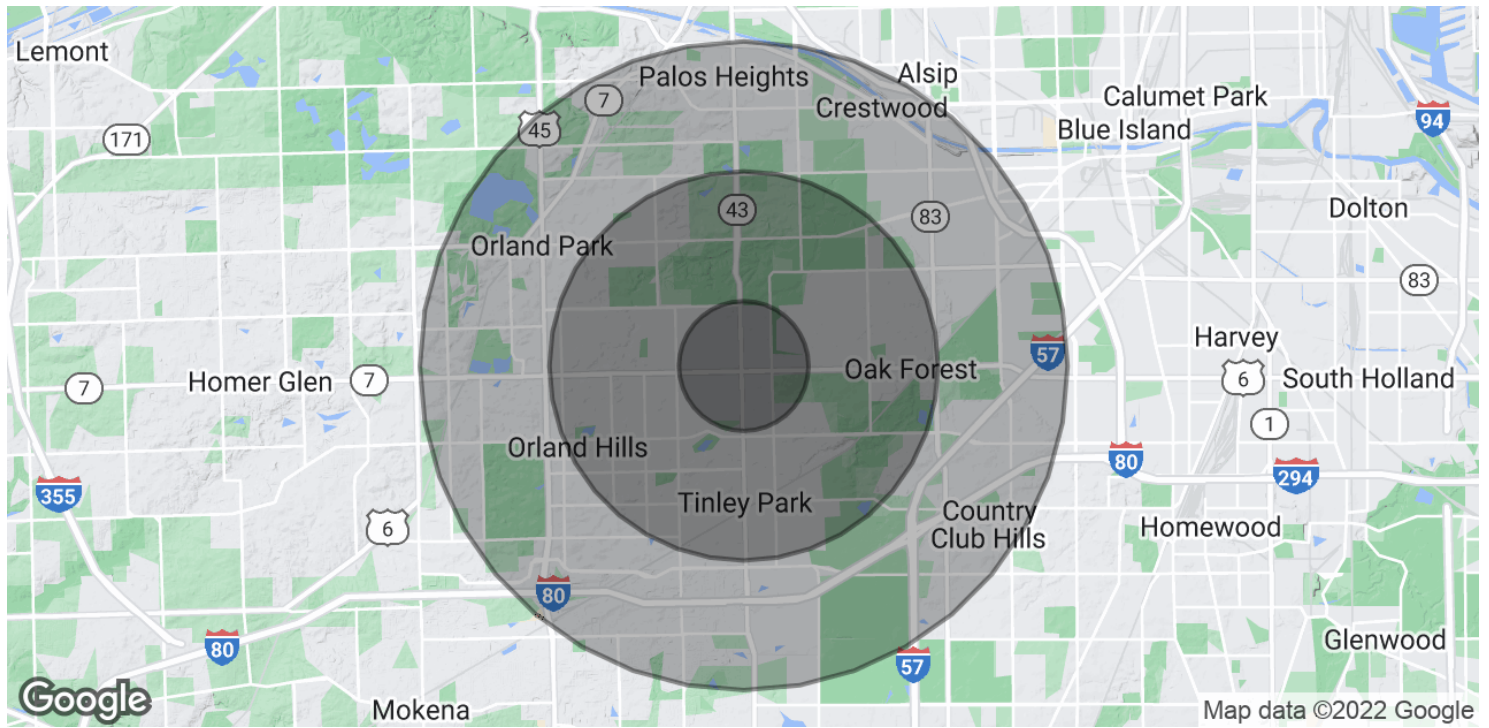 Lemont
Palos Heights
Alsip
7
Crestwood
Calumet Park
45
94
Blue Island
171
43
83
Dolton
Orland Park
83
Harvey
57
Oak Forest
6
South Holland
Homer Glen
7
7
1
Orland Hills
80
294
355
Tinley Park
Country
Club Hills
6
Homewood
80
Glenwood
80
57
Google
Mokena
Map data ©2022 Google